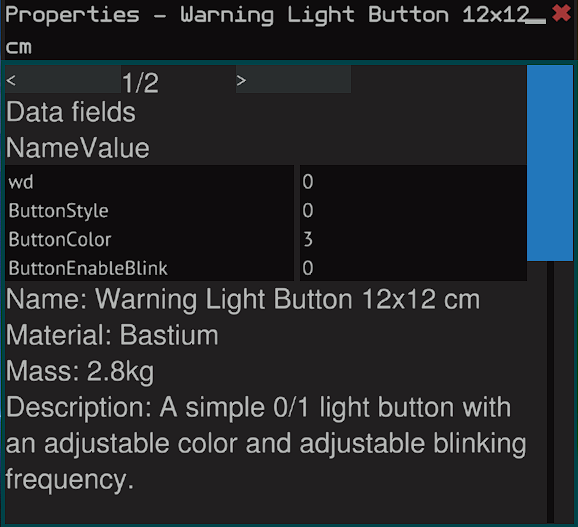 Properties - Warning Light Button 12x12
cm
< 1/2 >
Data fields
NameValue
wd 0
ButtonStyle 0
ButtonColor 3
ButtonEnableBlink 0
Name: Warning Light Button 12x12 cm
Material: Bastium
Mass: 2.8kg
Description: A simple 0/1 light button with
an adjustable color and adjustable blinking
frequency.